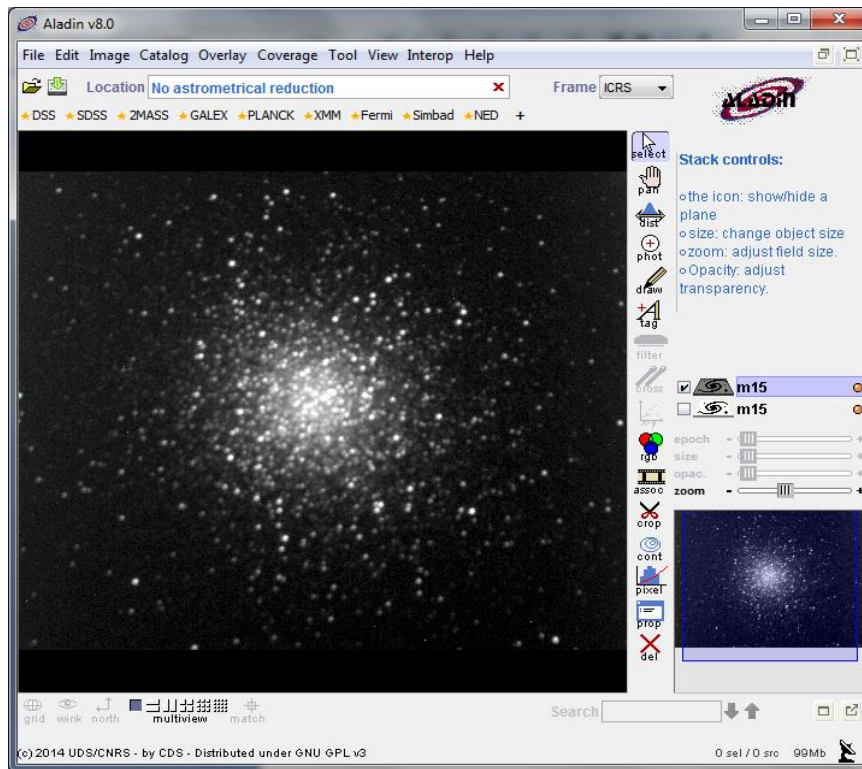 Aladin v8.0
File Edit Image Catalog Overlay Coverage Tool View Interop Help
Location No astrometrical reduction Frame ICRS
DSS SDSS 2MASS GALEX PLANCK XMM Fermi Simbad NED +
ALADIN
select
pan
dist
phot
draw
tag
filter
cross
x-y
rgb
assoc
crop
cont
pixel
prop
del
Stack controls:
the icon: show/hide a
plane
size: change object size
zoom: adjust field size.
Opacity: adjust
transparency.
m15
m15
epoch - +
size - +
opac. - +
zoom - +
grid wink north multiview match
Search
(c) 2014 UDS/CNRS - by CDS - Distributed under GNU GPL v3
0 sel / 0 src 99Mb